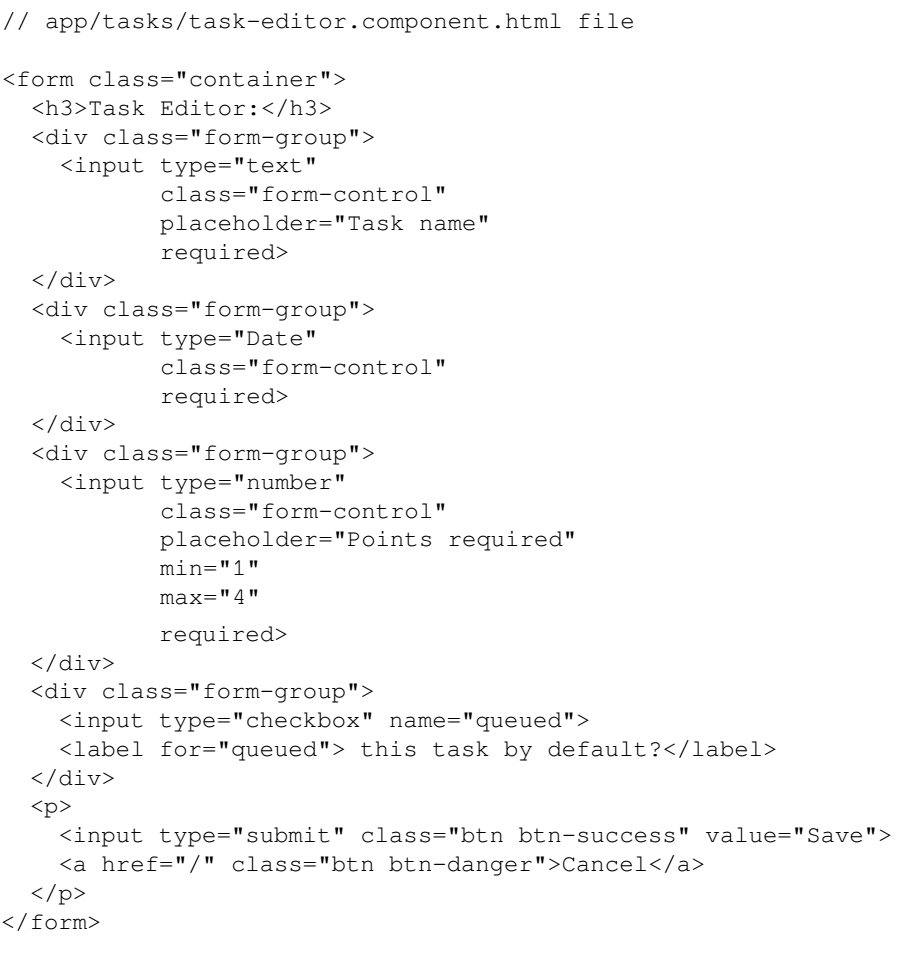 // app/tasks/task-editor.component.html file

<form class="container">
  <h3>Task Editor:</h3>
  <div class="form-group">
    <input type="text"
           class="form-control"
           placeholder="Task name"
           required>
  </div>
  <div class="form-group">
    <input type="Date"
           class="form-control"
           required>
  </div>
  <div class="form-group">
    <input type="number"
           class="form-control"
           placeholder="Points required"
           min="1"
           max="4"
           required>
  </div>
  <div class="form-group">
    <input type="checkbox" name="queued">
    <label for="queued"> this task by default?</label>
  </div>
  <p>
    <input type="submit" class="btn btn-success" value="Save">
    <a href="/" class="btn btn-danger">Cancel</a>
  </p>
</form>